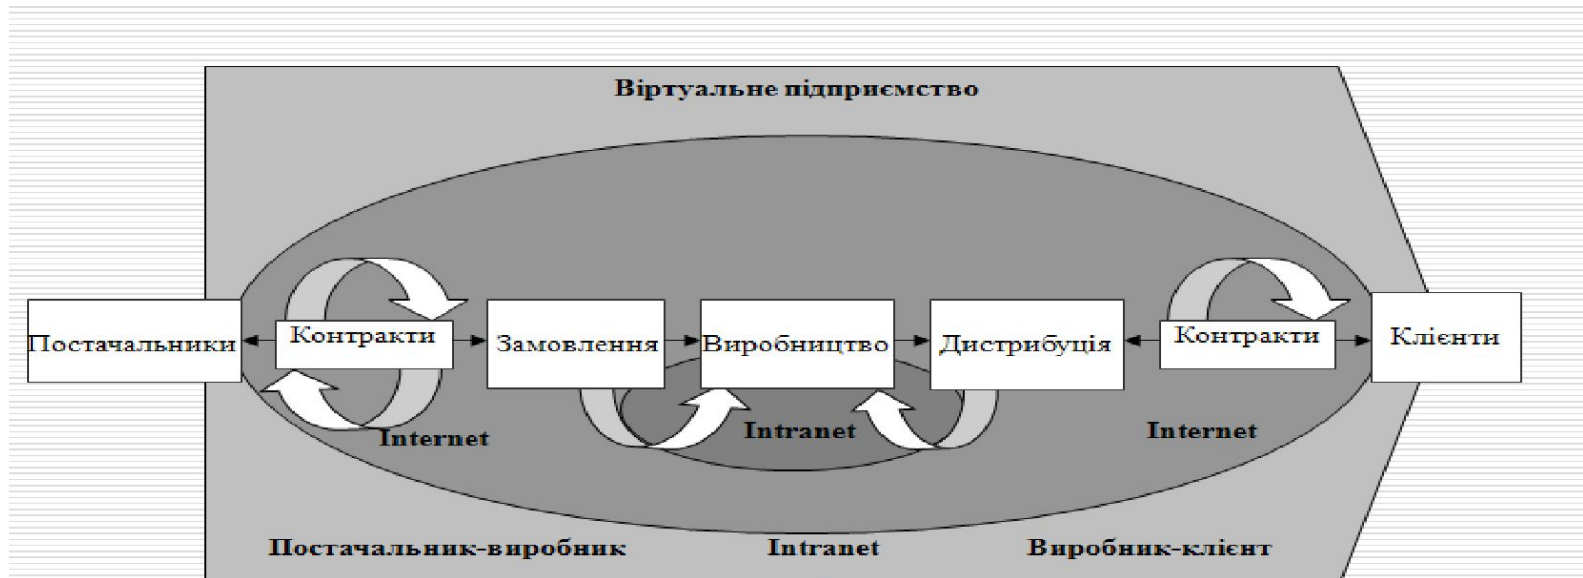 Віртуальне підприємство
Постачальники
Контракти
Замовлення
Виробництво
Дистрибуція
Контракти
Клієнти
Internet
Intranet
Internet
Постачальник-виробник
Intranet
Виробник-клієнт